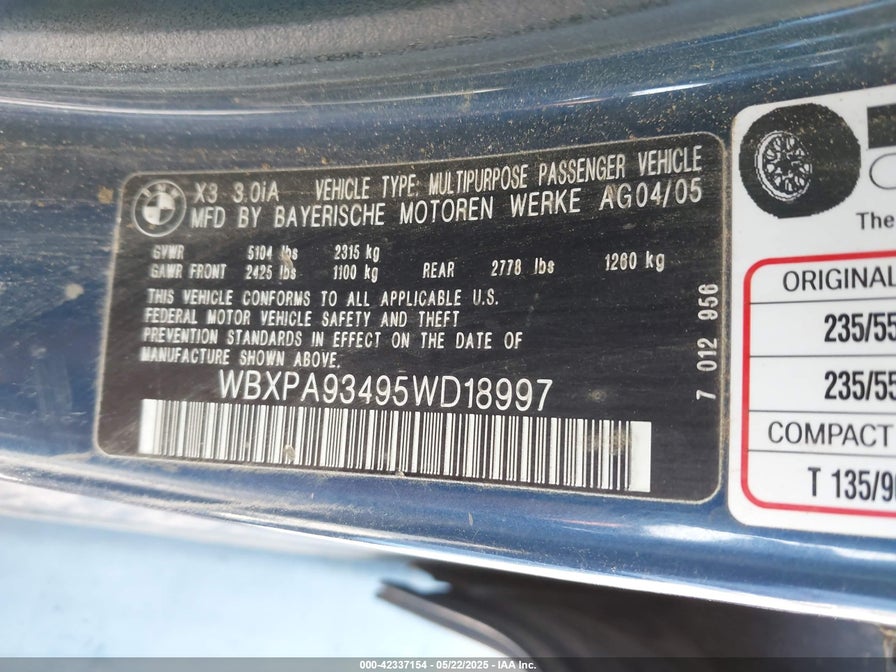 BMW
X3 3.0iA VEHICLE TYPE: MULTIPURPOSE PASSENGER VEHICLE
MFD BY BAYERISCHE MOTOREN WERKE AG 04/05
GVWR 5104 lbs 2315 kg
GAWR FRONT 2425 lbs 1100 kg REAR 2778 lbs 1260 kg
THIS VEHICLE CONFORMS TO ALL APPLICABLE U.S.
FEDERAL MOTOR VEHICLE SAFETY AND THEFT
PREVENTION STANDARDS IN EFFECT ON THE DATE OF
MANUFACTURE SHOWN ABOVE.
WBXPA93495WD18997
7 012 956
The
ORIGINAL
235/55
235/55
COMPACT
T 135/9
000-42337154 - 05/22/2025 - IAA Inc.